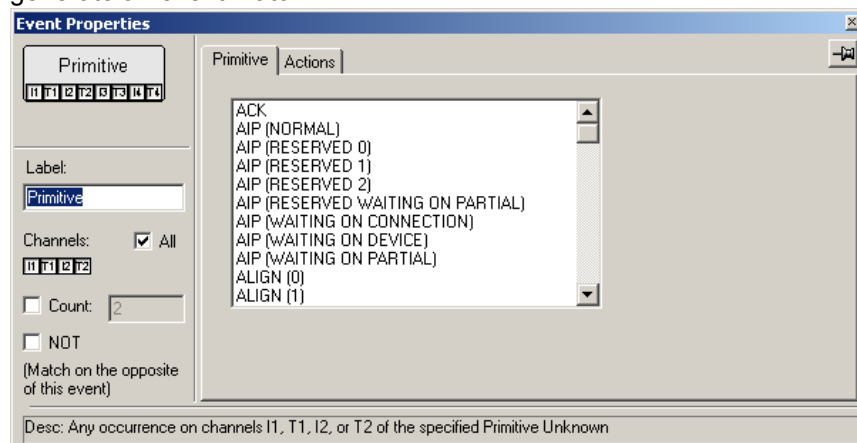 Event Properties
Primitive
I1 T1 I2 T2 I3 T3 I4 T4
Label:
Primitive
Channels:
All
I1 T1 I2 T2
Count:
2
NOT
(Match on the opposite
of this event)
Primitive
Actions
ACK
AIP (NORMAL)
AIP (RESERVED 0)
AIP (RESERVED 1)
AIP (RESERVED 2)
AIP (RESERVED WAITING ON PARTIAL)
AIP (WAITING ON CONNECTION)
AIP (WAITING ON DEVICE)
AIP (WAITING ON PARTIAL)
ALIGN (0)
ALIGN (1)
Desc: Any occurrence on channels I1, T1, I2, or T2 of the specified Primitive Unknown